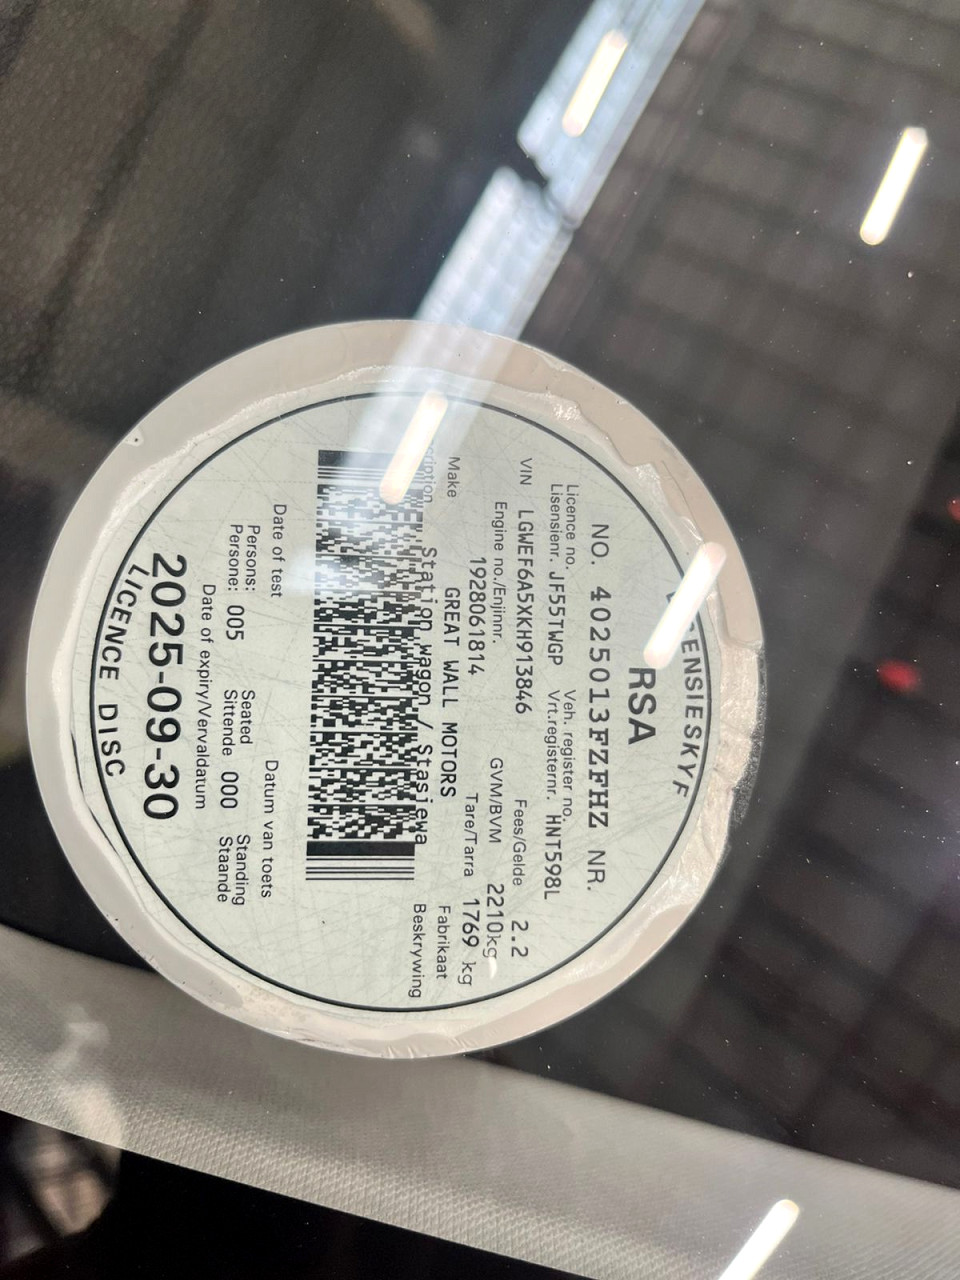 ENSIESKYF
RSA
NO. 4025013FZFHZ NR.
Licence no. Veh. register no.
Lisensienr. JF55TWGP Vrt.registernr. HNT598L
VIN LGWEF6A5XKH913846 Fees/Gelde 2.2
Engine no./Enjinnr. GVM/BVM 2210kg
1928061814 Tare/Tarra 1769 kg
Make GREAT WALL MOTORS Fabrikaat
ription Station wagon / Stasiewa Beskrywing
Date of test Datum van toets
Persons: Seated Standing
Persone: 005 Sittende 000 Staande
Date of expiry/Vervaldatum
2025-09-30
LICENCE DISC